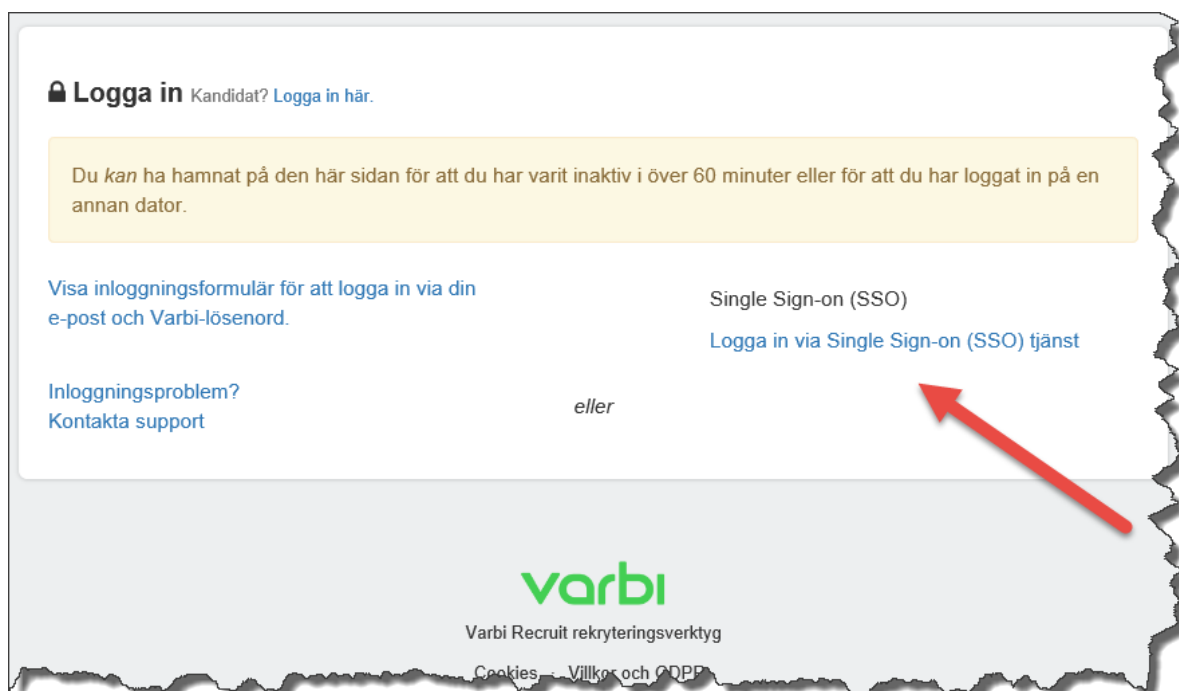 Logga in Kandidat? Logga in här.
Du kan ha hamnat på den här sidan för att du har varit inaktiv i över 60 minuter eller för att du har loggat in på en
annan dator.
Visa inloggningsformulär för att logga in via din
e-post och Varbi-lösenord.
Inloggningsproblem?
Kontakta support
eller
Single Sign-on (SSO)
Logga in via Single Sign-on (SSO) tjänst
varbi
Varbi Recruit rekryteringsverktyg
Cookies Villkor och GDPR